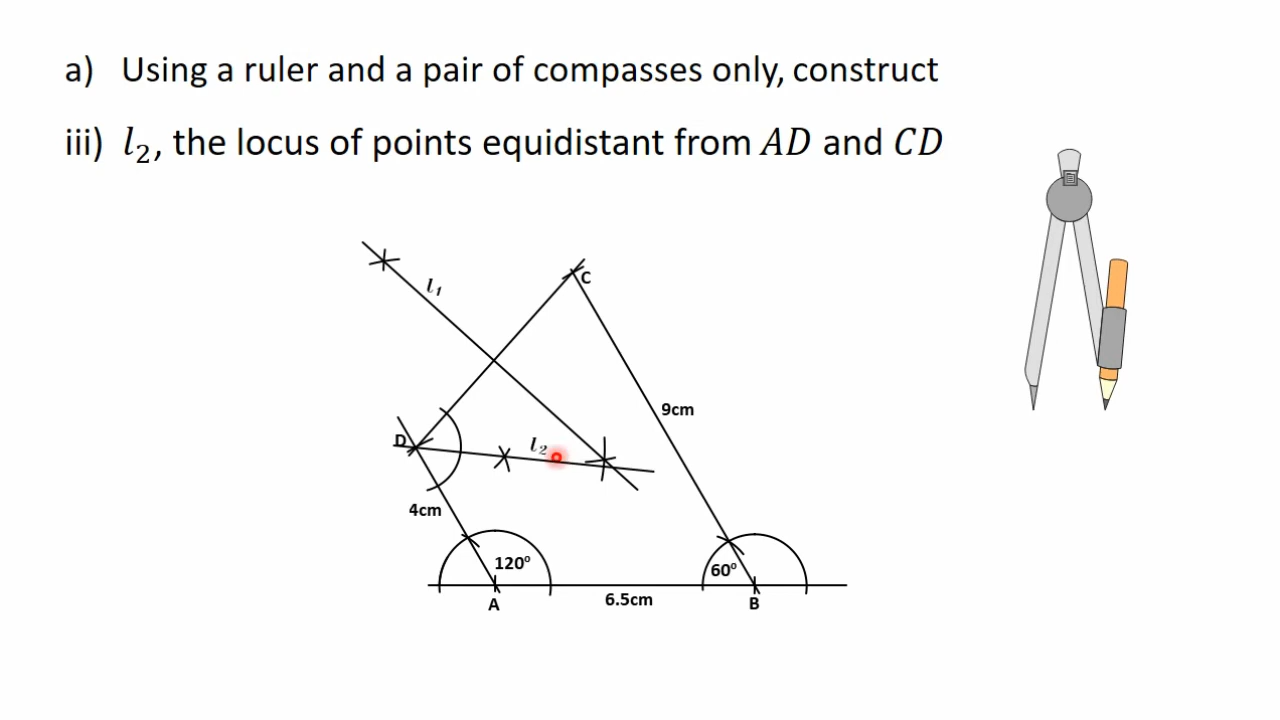 a) Using a ruler and a pair of compasses only, construct
iii) l₂, the locus of points equidistant from AD and CD
l₁
C
9cm
D
l₂
4cm
120°
60°
A
6.5cm
B